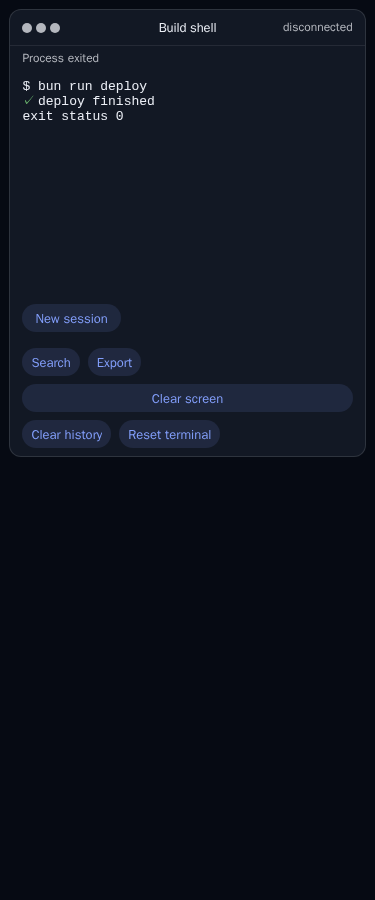 Build shell
disconnected
Process exited
$ bun run deploy
✓ deploy finished
exit status 0
New session
Search
Export
Clear screen
Clear history
Reset terminal